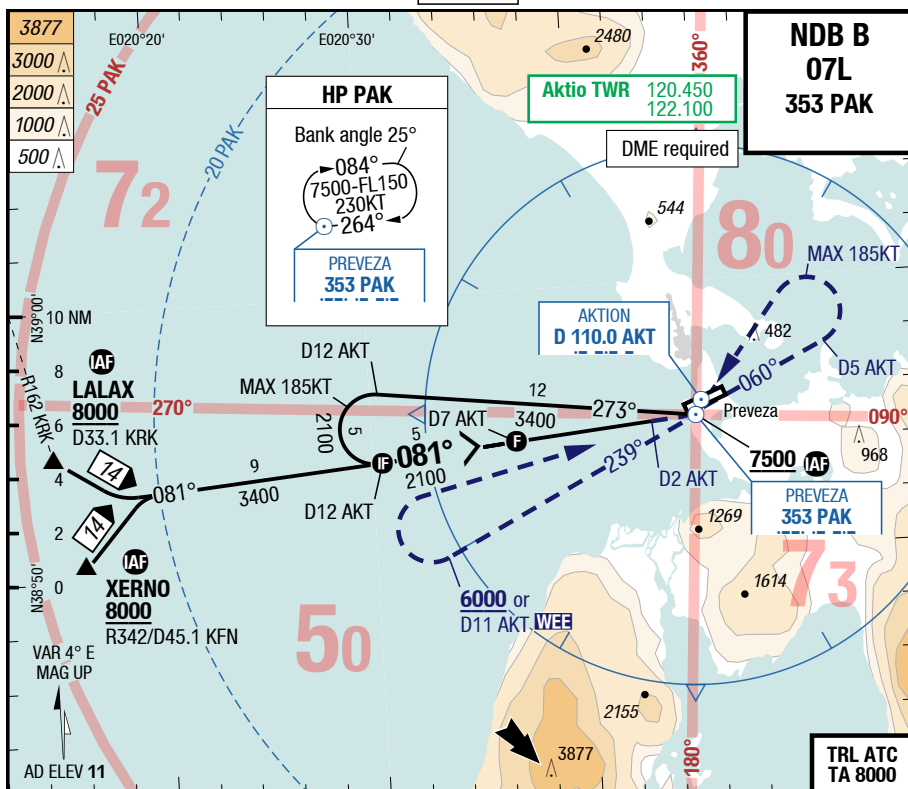 3877
3000
2000
1000
500
E020°20'
E020°30'
25 PAK
20 PAK
72
HP PAK
Bank angle 25°
084°
7500-FL150
230KT
264°
PREVEZA
353 PAK
2480
360°
Aktio TWR 120.450
122.100
NDB B
07L
353 PAK
DME required
544
80
MAX 185KT
AKTION
D 110.0 AKT
482
D5 AKT
060°
N39°00'
10 NM
8
6
4
2
0
N38°50'
IAF
LALAX
8000
D33.1 KRK
R162 KRK
270°
D12 AKT
MAX 185KT
2100
5
12
3400
273°
D7 AKT
F
5
081°
2100
IF
D12 AKT
9
3400
081°
14
14
Preveza
090°
239°
D2 AKT
7500 IAF
968
PREVEZA
353 PAK
1269
73
1614
IAF
XERNO
8000
R342/D45.1 KFN
6000 or
D11 AKT WEE
50
VAR 4° E
MAG UP
AD ELEV 11
2155
3877
180°
TRL ATC
TA 8000